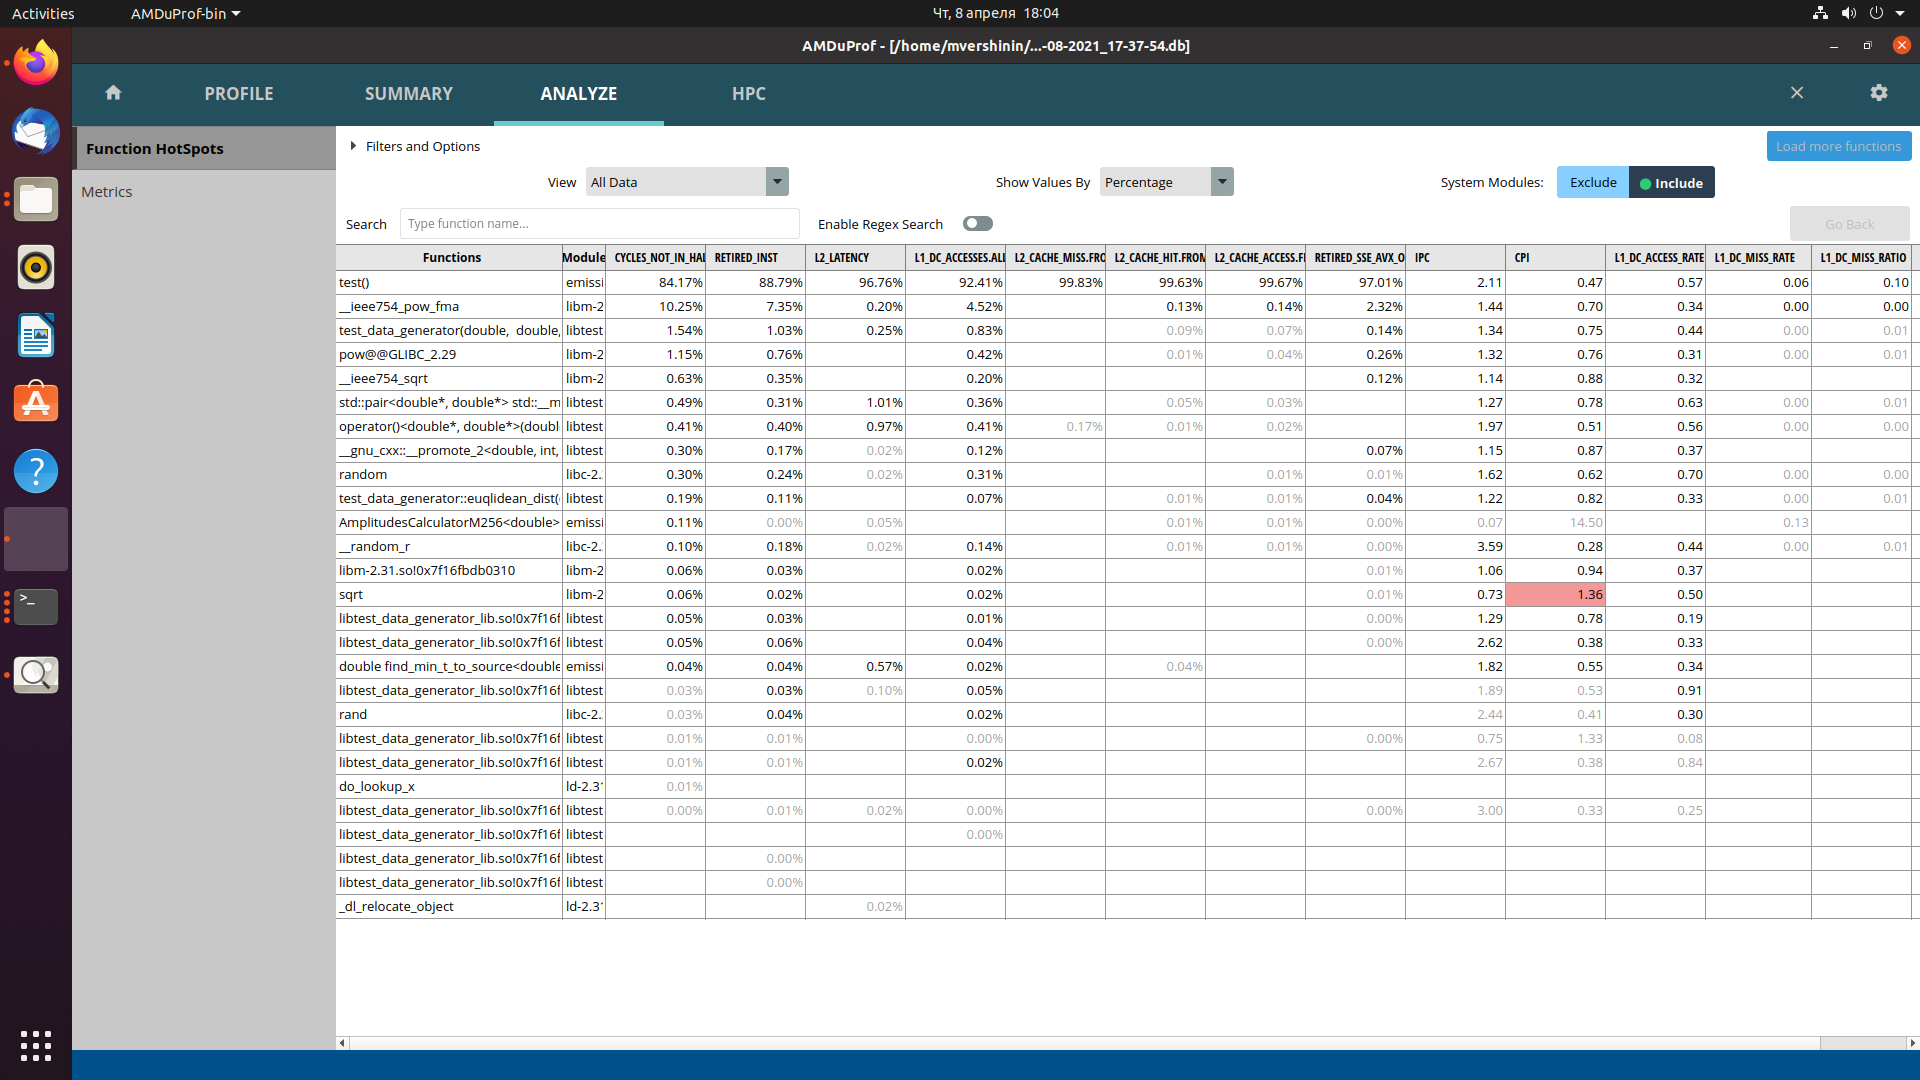 Activities AMDuProf-bin Чт, 8 апреля 18:04
AMDuProf - [/home/mvershinin/...-08-2021_17-37-54.db]
PROFILE SUMMARY ANALYZE HPC
Function HotSpots
Metrics
Filters and Options Load more functions
View All Data Show Values By Percentage System Modules: Exclude Include
Search Type function name... Enable Regex Search Go Back
Functions Module CYCLES_NOT_IN_HAL RETIRED_INST L2_LATENCY L1_DC_ACCESSES.ALL L2_CACHE_MISS.FRO L2_CACHE_HIT.FROM L2_CACHE_ACCESS.FI RETIRED_SSE_AVX_O IPC CPI L1_DC_ACCESS_RATE L1_DC_MISS_RATE L1_DC_MISS_RATIO
test() emissi 84.17% 88.79% 96.76% 92.41% 99.83% 99.63% 99.67% 97.01% 2.11 0.47 0.57 0.06 0.10
__ieee754_pow_fma libm-2 10.25% 7.35% 0.20% 4.52% 0.13% 0.14% 2.32% 1.44 0.70 0.34 0.00 0.00
test_data_generator(double, double, libtest 1.54% 1.03% 0.25% 0.83% 0.09% 0.07% 0.14% 1.34 0.75 0.44 0.00 0.01
pow@@GLIBC_2.29 libm-2 1.15% 0.76% 0.42% 0.01% 0.04% 0.26% 1.32 0.76 0.31 0.00 0.01
__ieee754_sqrt libm-2 0.63% 0.35% 0.20% 0.12% 1.14 0.88 0.32
std::pair<double*, double*> std::__m libtest 0.49% 0.31% 1.01% 0.36% 0.05% 0.03% 1.27 0.78 0.63 0.00 0.01
operator()<double*, double*>(doubl libtest 0.41% 0.40% 0.97% 0.41% 0.17% 0.01% 0.02% 1.97 0.51 0.56 0.00 0.00
__gnu_cxx::__promote_2<double, int, libtest 0.30% 0.17% 0.02% 0.12% 0.07% 1.15 0.87 0.37
random libc-2. 0.30% 0.24% 0.02% 0.31% 0.01% 0.01% 1.62 0.62 0.70 0.00 0.00
test_data_generator::euqlidean_dist( libtest 0.19% 0.11% 0.07% 0.01% 0.01% 0.04% 1.22 0.82 0.33 0.00 0.01
AmplitudesCalculatorM256<double> emissi 0.11% 0.00% 0.05% 0.01% 0.01% 0.00% 0.07 14.50 0.13
__random_r libc-2. 0.10% 0.18% 0.02% 0.14% 0.01% 0.01% 0.00% 3.59 0.28 0.44 0.00 0.01
libm-2.31.so!0x7f16fbdb0310 libm-2 0.06% 0.03% 0.02% 0.01% 1.06 0.94 0.37
sqrt libm-2 0.06% 0.02% 0.02% 0.01% 0.73 1.36 0.50
libtest_data_generator_lib.so!0x7f16f libtest 0.05% 0.03% 0.01% 0.00% 1.29 0.78 0.19
libtest_data_generator_lib.so!0x7f16f libtest 0.05% 0.06% 0.04% 0.00% 2.62 0.38 0.33
double find_min_t_to_source<double emissi 0.04% 0.04% 0.57% 0.02% 0.04% 1.82 0.55 0.34
libtest_data_generator_lib.so!0x7f16f libtest 0.03% 0.03% 0.10% 0.05% 1.89 0.53 0.91
rand libc-2. 0.03% 0.04% 0.02% 2.44 0.41 0.30
libtest_data_generator_lib.so!0x7f16f libtest 0.01% 0.01% 0.00% 0.00% 0.75 1.33 0.08
libtest_data_generator_lib.so!0x7f16f libtest 0.01% 0.01% 0.02% 2.67 0.38 0.84
do_lookup_x ld-2.31 0.01%
libtest_data_generator_lib.so!0x7f16f libtest 0.00% 0.01% 0.02% 0.00% 0.00% 3.00 0.33 0.25
libtest_data_generator_lib.so!0x7f16f libtest 0.00%
libtest_data_generator_lib.so!0x7f16f libtest 0.00%
libtest_data_generator_lib.so!0x7f16f libtest 0.00%
_dl_relocate_object ld-2.31 0.02%